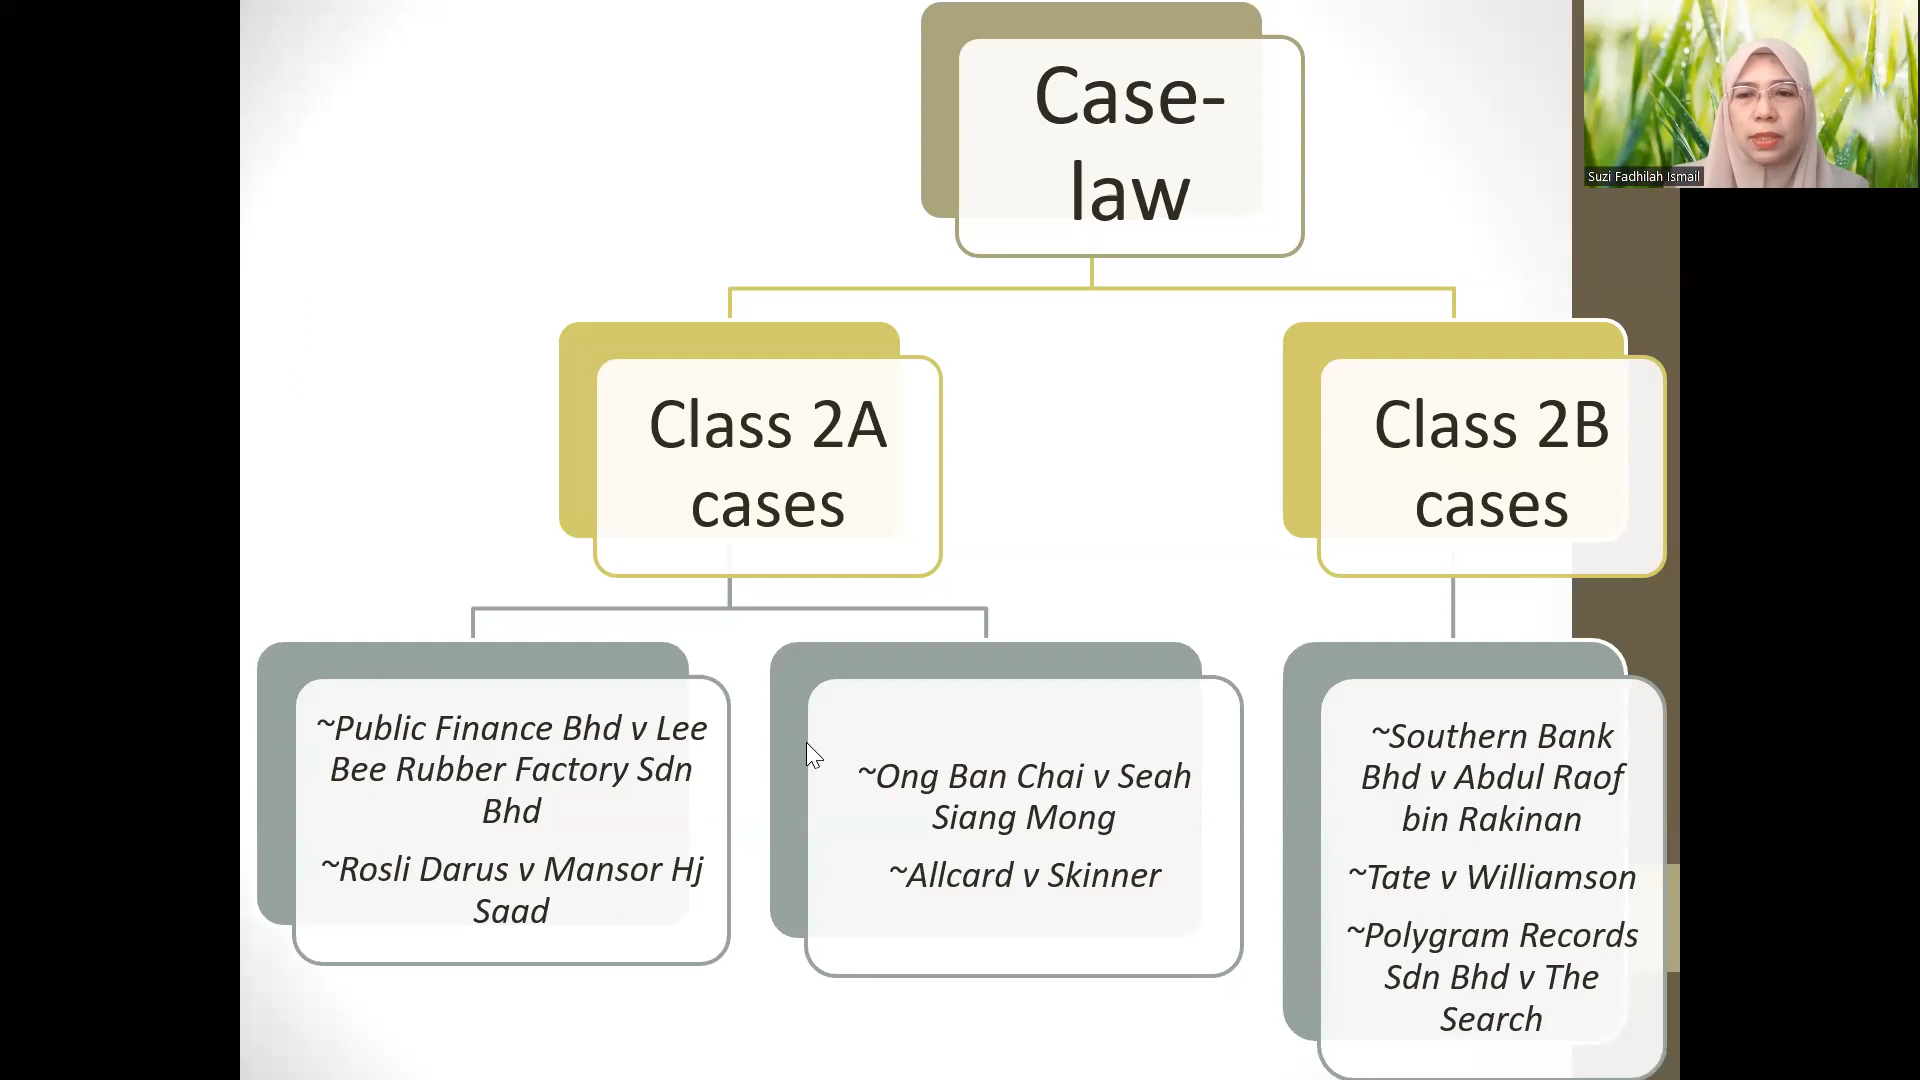 Case-
law
Suzi Fadhilah Ismail
Class 2A
cases
Class 2B
cases
~Public Finance Bhd v Lee
Bee Rubber Factory Sdn
Bhd
~Rosli Darus v Mansor Hj
Saad
~Ong Ban Chai v Seah
Siang Mong
~Allcard v Skinner
~Southern Bank
Bhd v Abdul Raof
bin Rakinan
~Tate v Williamson
~Polygram Records
Sdn Bhd v The
Search